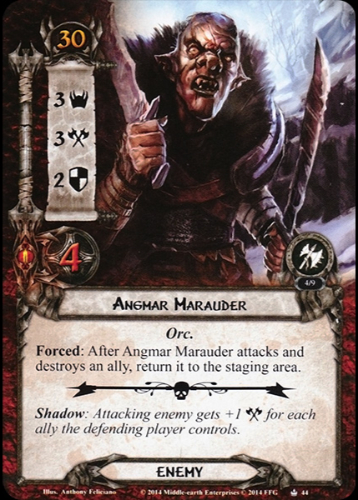 30
3
3
2
4
4/9
Angmar Marauder
Orc.
Forced: After Angmar Marauder attacks and
destroys an ally, return it to the staging area.
Shadow: Attacking enemy gets +1 for each
ally the defending player controls.
ENEMY
Illus. Anthony Feliciano © 2014 Middle-earth Enterprises © 2014 FFG 44